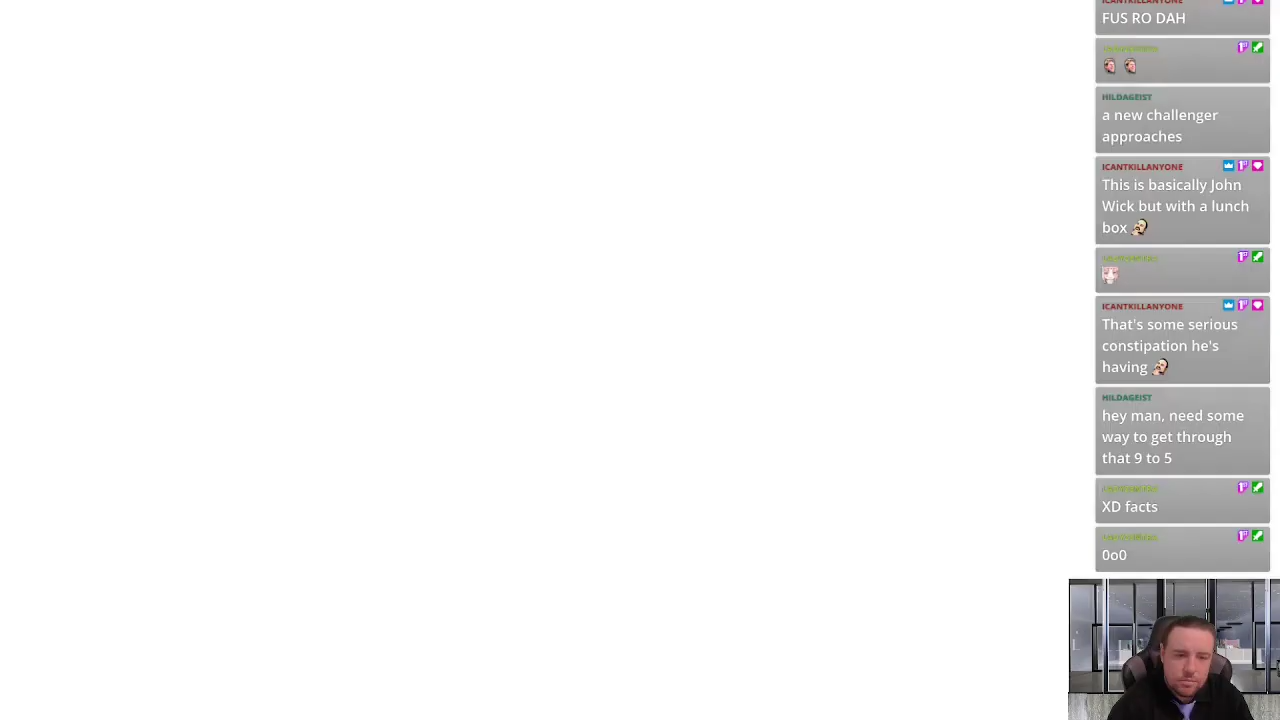 ICANTKILLANYONE
FUS RO DAH
HILDAGEIST
a new challenger
approaches
ICANTKILLANYONE
This is basically John
Wick but with a lunch
box
ICANTKILLANYONE
That's some serious
constipation he's
having
HILDAGEIST
hey man, need some
way to get through
that 9 to 5
XD facts
0o0